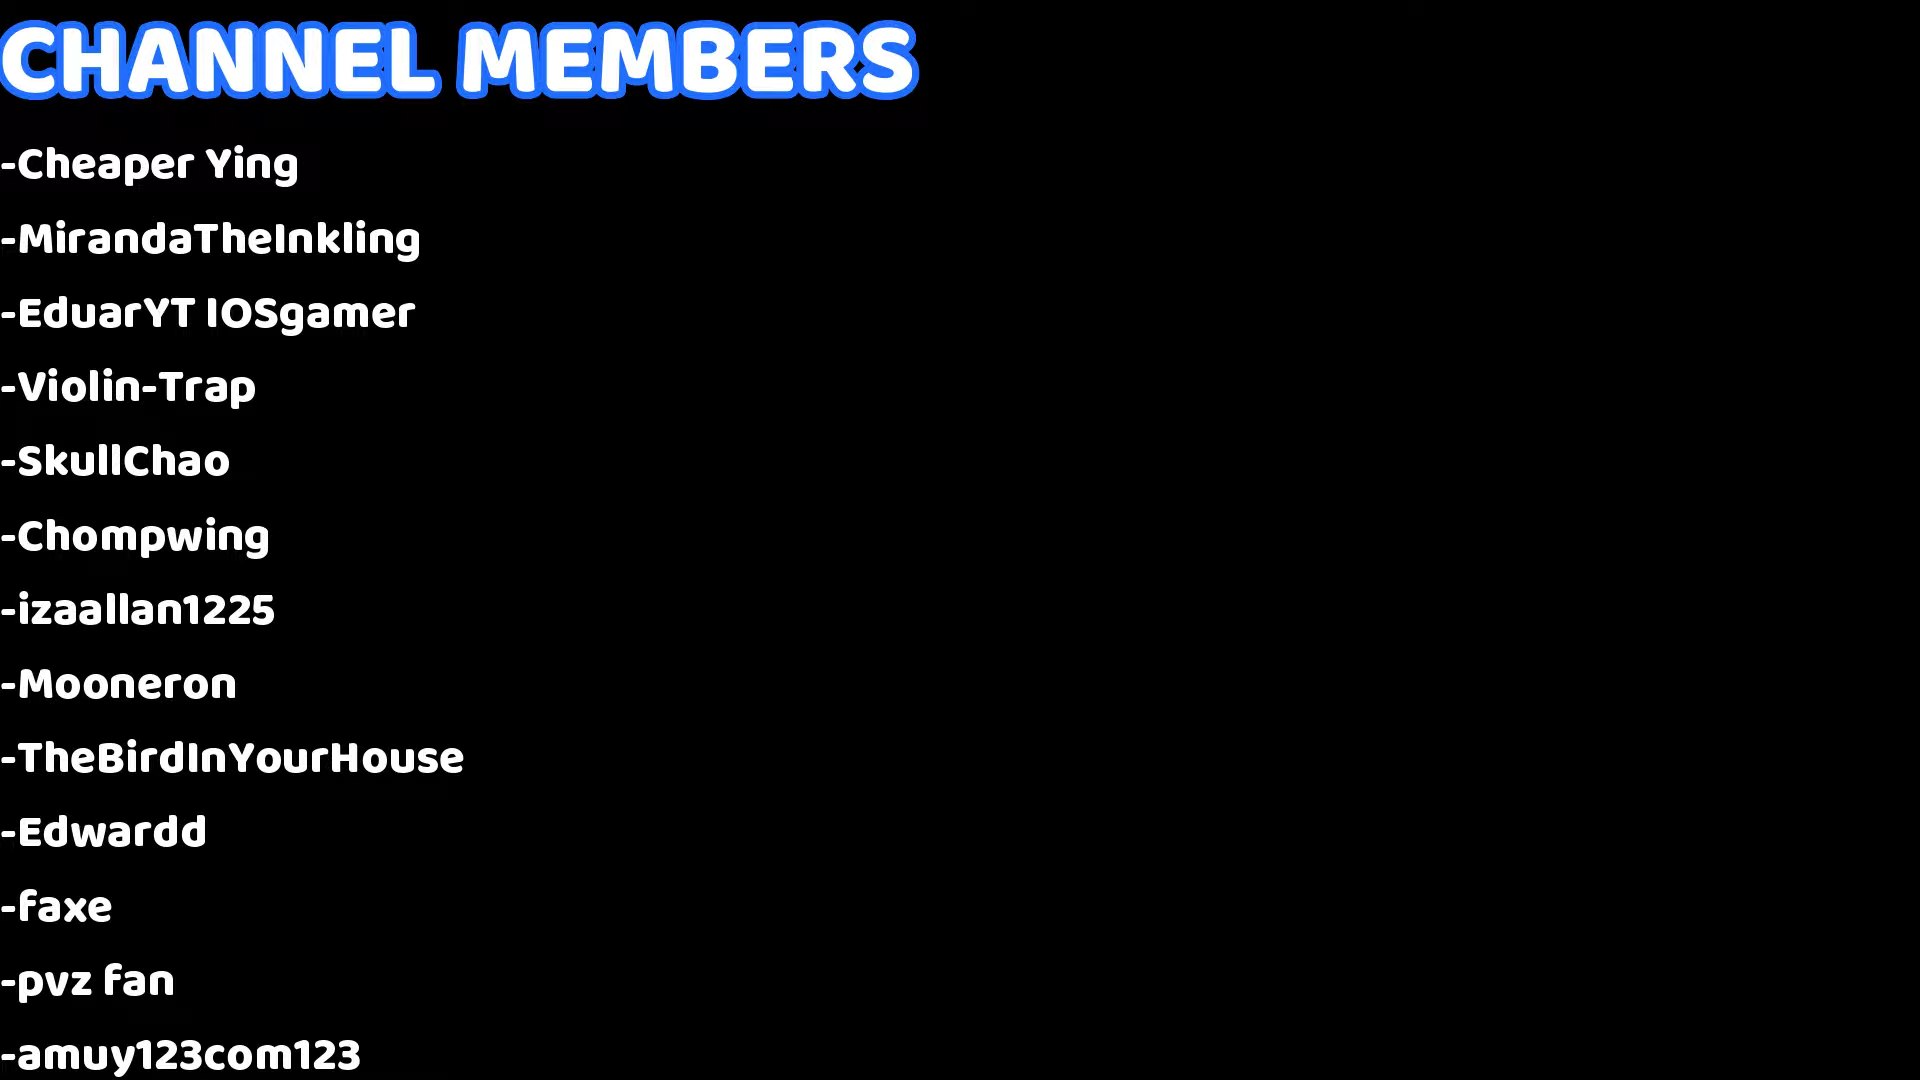 CHANNEL MEMBERS
-Cheaper Ying
-MirandaTheInkling
-EduarYT IOSgamer
-Violin-Trap
-SkullChao
-Chompwing
-izaallan1225
-Mooneron
-TheBirdInYourHouse
-Edwardd
-faxe
-pvz fan
-amuy123com123